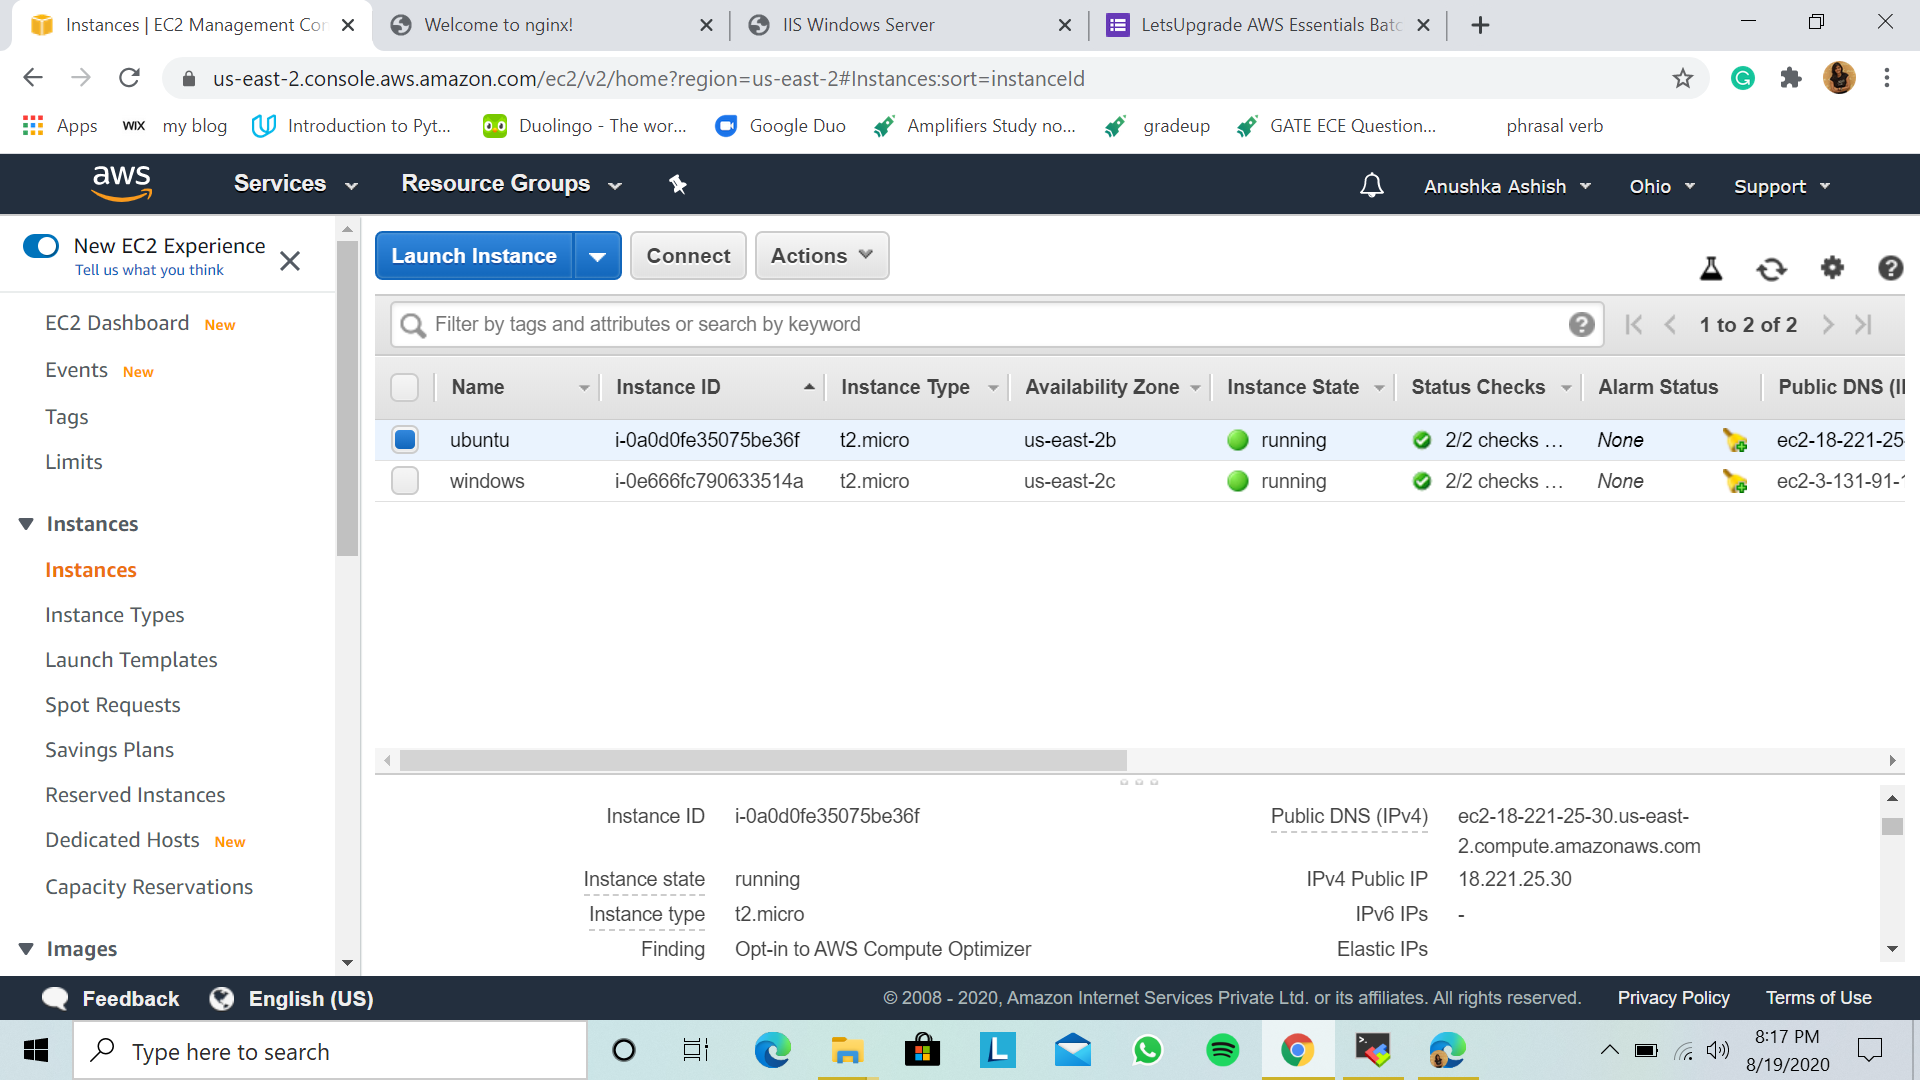 Instances | EC2 Management Con
Welcome to nginx!
IIS Windows Server
LetsUpgrade AWS Essentials Batc
us-east-2.console.aws.amazon.com/ec2/v2/home?region=us-east-2#Instances:sort=instanceId
Apps
WIX
my blog
Introduction to Pyt...
Duolingo - The wor...
Google Duo
Amplifiers Study no...
gradeup
GATE ECE Question...
phrasal verb
aws
Services
Resource Groups
Anushka Ashish
Ohio
Support
New EC2 Experience
Tell us what you think
EC2 Dashboard New
Events New
Tags
Limits
Instances
Instances
Instance Types
Launch Templates
Spot Requests
Savings Plans
Reserved Instances
Dedicated Hosts New
Capacity Reservations
Images
Launch Instance
Connect
Actions
Filter by tags and attributes or search by keyword
1 to 2 of 2
Name Instance ID Instance Type Availability Zone Instance State Status Checks Alarm Status Public DNS (I
ubuntu i-0a0d0fe35075be36f t2.micro us-east-2b running 2/2 checks ... None ec2-18-221-25-
windows i-0e666fc790633514a t2.micro us-east-2c running 2/2 checks ... None ec2-3-131-91-1
Instance ID i-0a0d0fe35075be36f
Instance state running
Instance type t2.micro
Finding Opt-in to AWS Compute Optimizer
Public DNS (IPv4) ec2-18-221-25-30.us-east-
2.compute.amazonaws.com
IPv4 Public IP 18.221.25.30
IPv6 IPs -
Elastic IPs
Feedback
English (US)
© 2008 - 2020, Amazon Internet Services Private Ltd. or its affiliates. All rights reserved.
Privacy Policy
Terms of Use
Type here to search
8:17 PM
8/19/2020